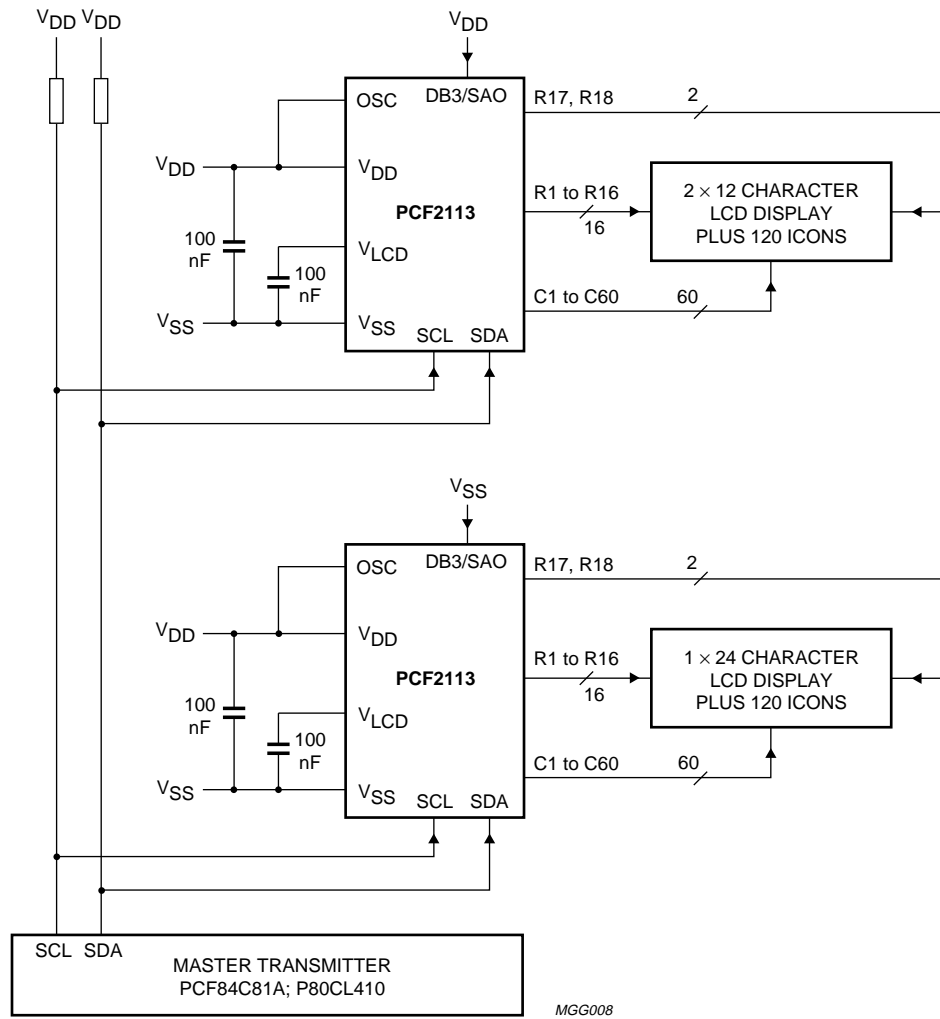 VDD VDD
VDD
DB3/SAO
OSC
R17, R18 2
VDD
VDD
PCF2113
R1 to R16
16
2 × 12 CHARACTER
LCD DISPLAY
PLUS 120 ICONS
100
nF
VLCD
100
nF
C1 to C60 60
VSS
VSS
SCL SDA
VSS
DB3/SAO
OSC
R17, R18 2
VDD
VDD
PCF2113
R1 to R16
16
1 × 24 CHARACTER
LCD DISPLAY
PLUS 120 ICONS
100
nF
VLCD
100
nF
C1 to C60 60
VSS
VSS
SCL SDA
SCL SDA
MASTER TRANSMITTER
PCF84C81A; P80CL410
MGG008